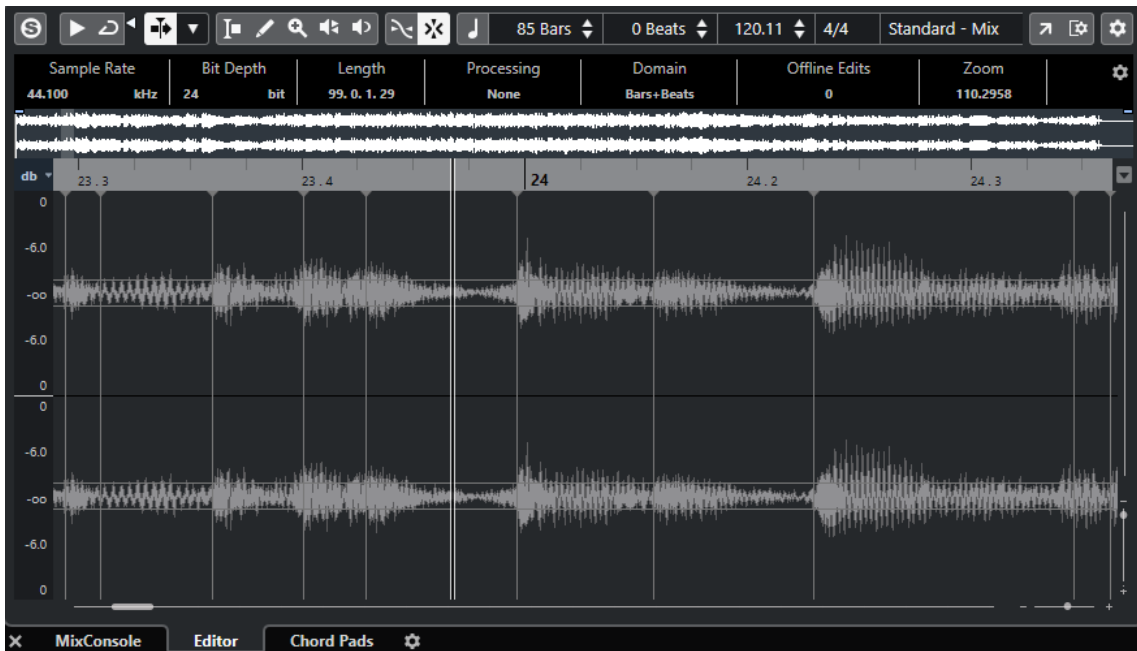 85 Bars 0 Beats 120.11 4/4 Standard - Mix
Sample Rate Bit Depth Length Processing Domain Offline Edits Zoom
44.100 kHz 24 bit 99. 0. 1. 29 None Bars+Beats 0 110.2958
db 23.3 23.4 24 24.2 24.3
0
-6.0
-oo
-6.0
0
0
-6.0
-oo
-6.0
0
MixConsole Editor Chord Pads